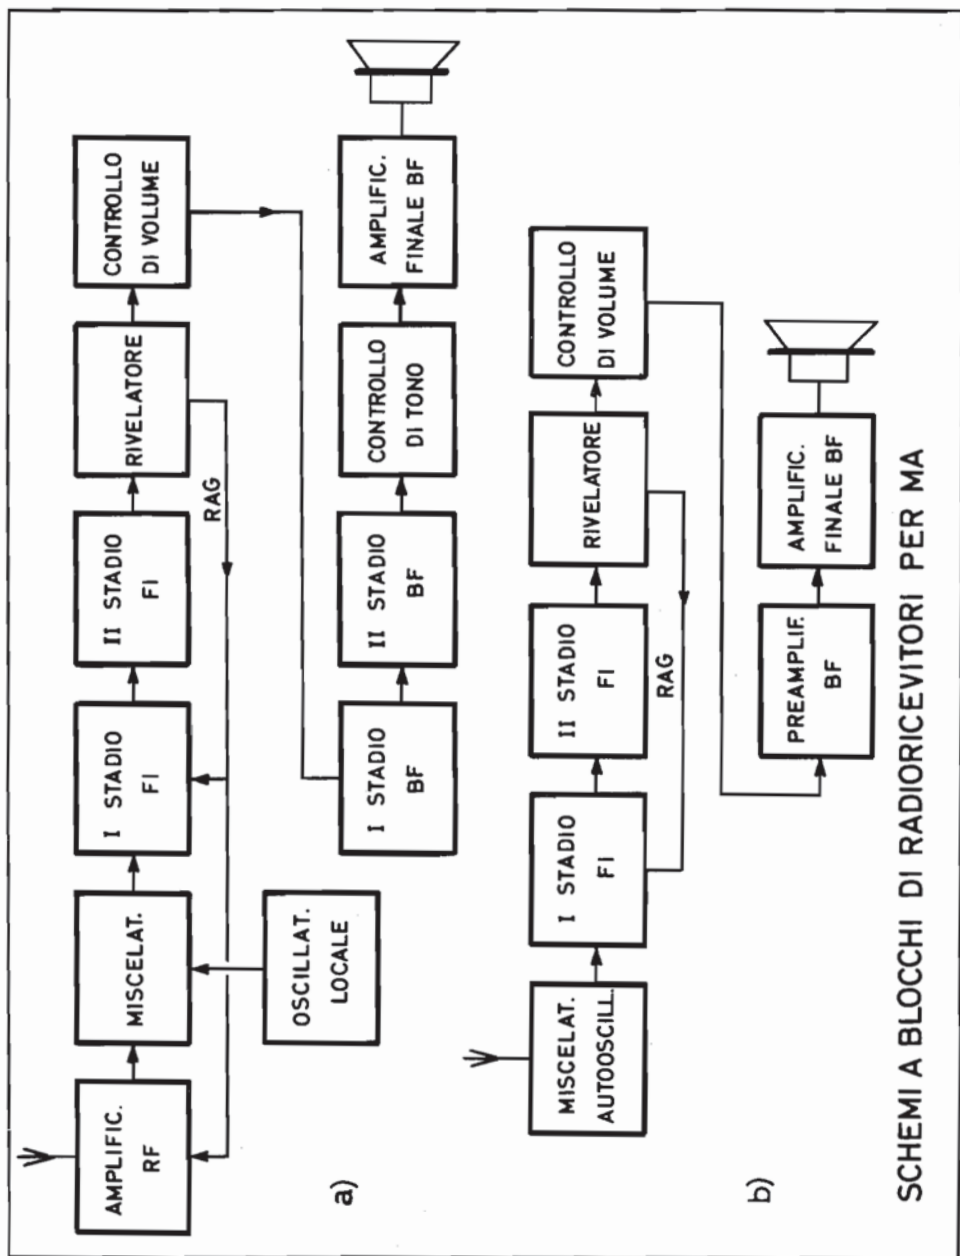 AMPLIFIC.
RF
MISCELAT.
I STADIO
FI
II STADIO
FI
RIVELATORE
CONTROLLO
DI VOLUME
RAG
OSCILLAT.
LOCALE
I STADIO
BF
II STADIO
BF
CONTROLLO
DI TONO
AMPLIFIC.
FINALE BF
a)
MISCELAT.
AUTOOSCILL.
I STADIO
FI
II STADIO
FI
RIVELATORE
CONTROLLO
DI VOLUME
RAG
PREAMPLIF.
BF
AMPLIFIC.
FINALE BF
b)
SCHEMI A BLOCCHI DI RADIORICEVITORI PER MA